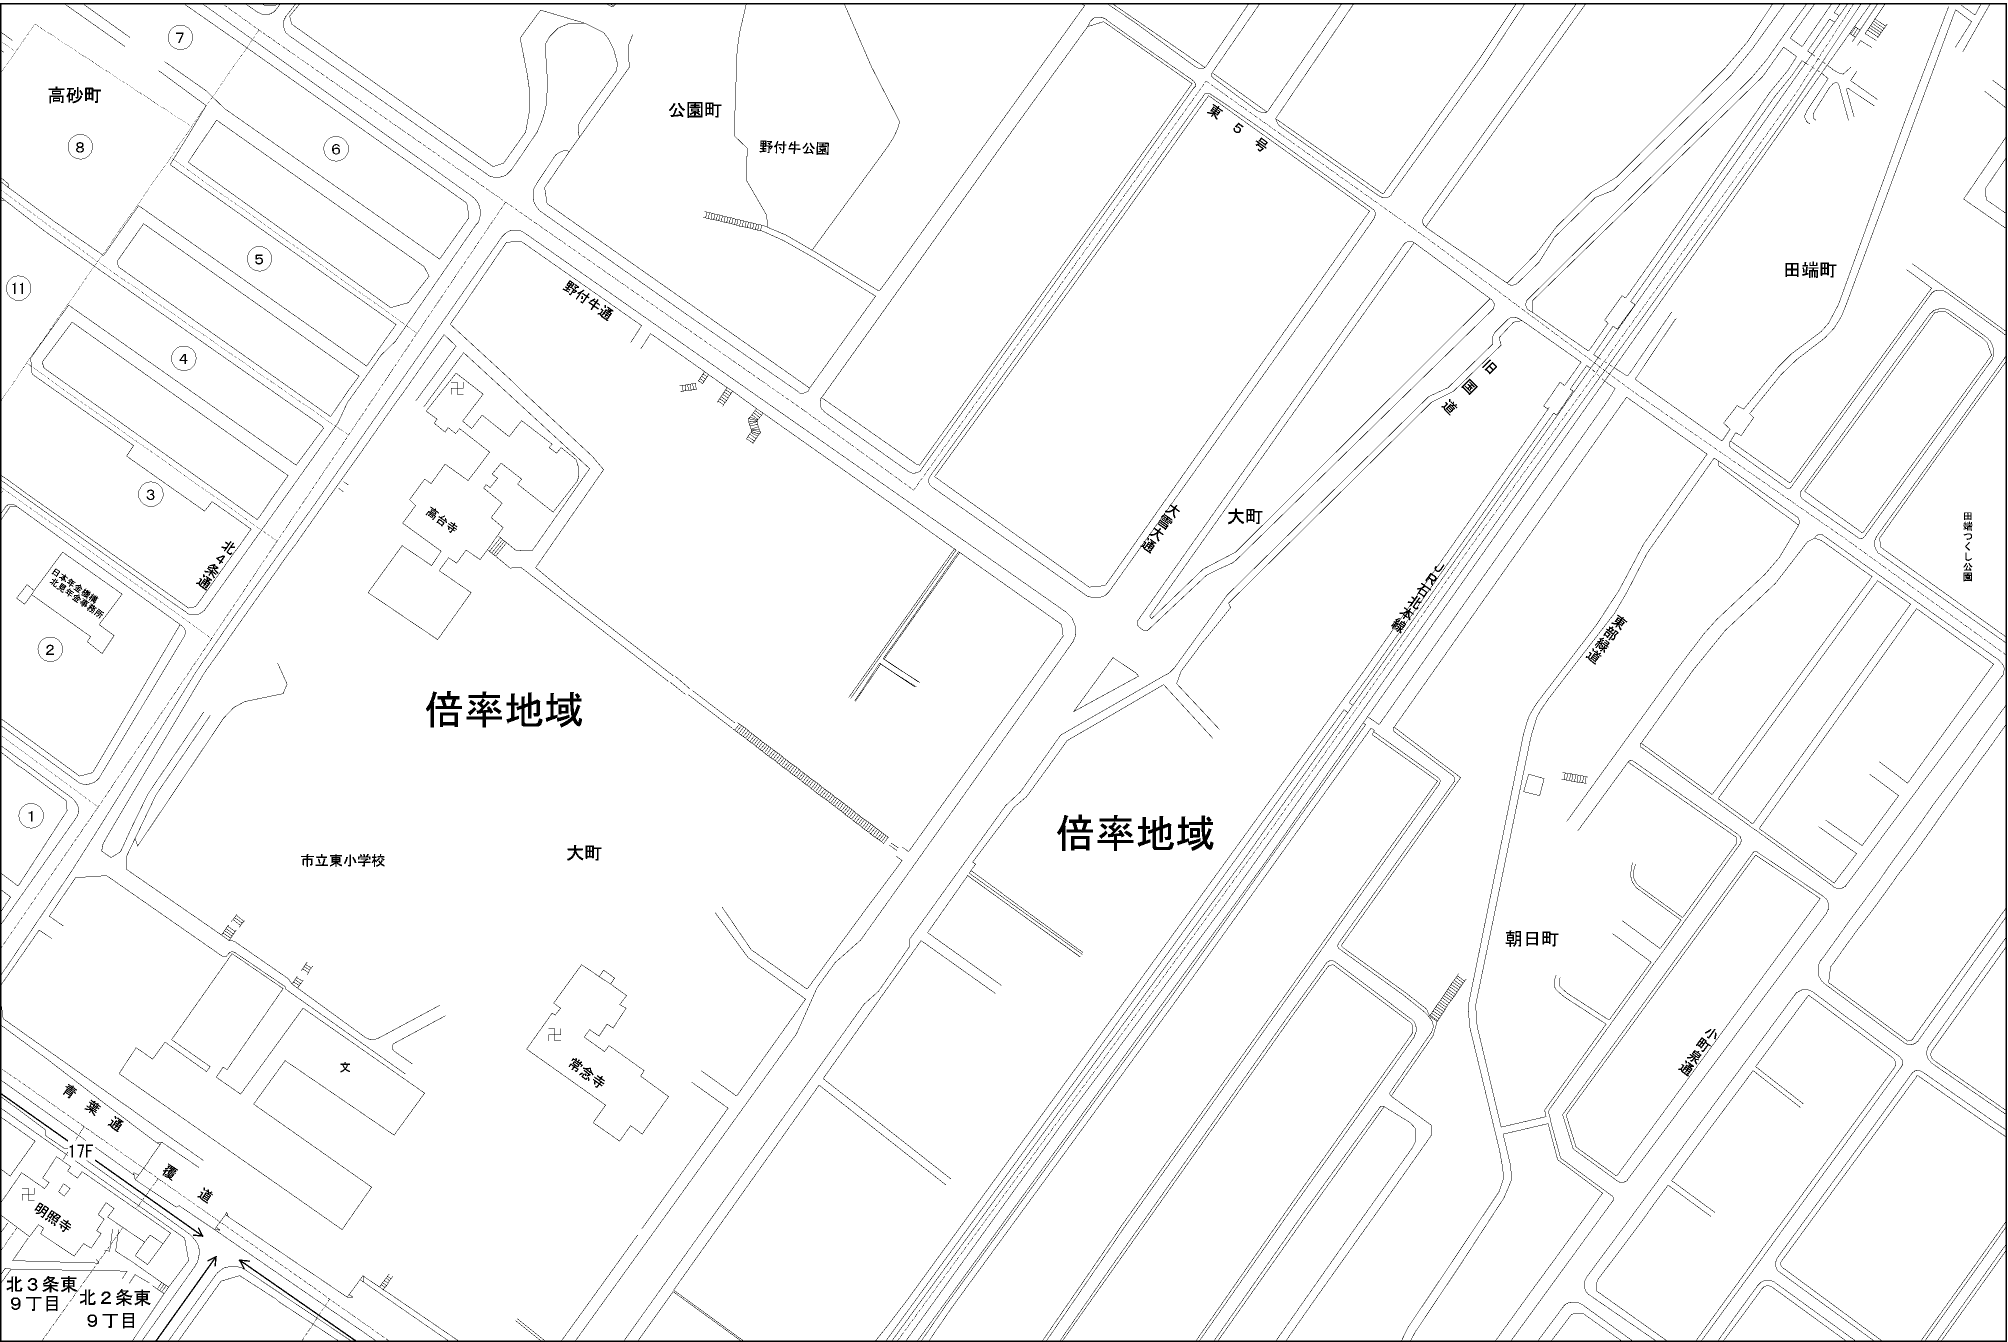 7
高砂町
8
6
公園町
野付牛公園
東5号
5
11
野付牛通
田端町
4
旧国道
3
高台寺
北4条通
大雪大通
大町
田端つくし公園
日本年金機構
北見年金事務所
JR石北本線
2
東部緑道
倍率地域
倍率地域
1
市立東小学校
大町
朝日町
小町泉通
常念寺
文
青葉通
17F
覆道
明照寺
北3条東
9丁目
北2条東
9丁目